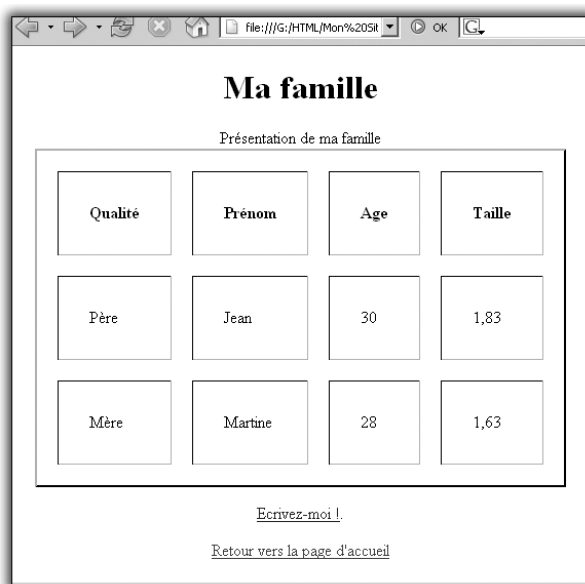 file:///G:/HTML/Mon%20Sit OK G
Ma famille
Présentation de ma famille
Qualité Prénom Age Taille
Père Jean 30 1,83
Mère Martine 28 1,63
Ecrivez-moi !.
Retour vers la page d'accueil